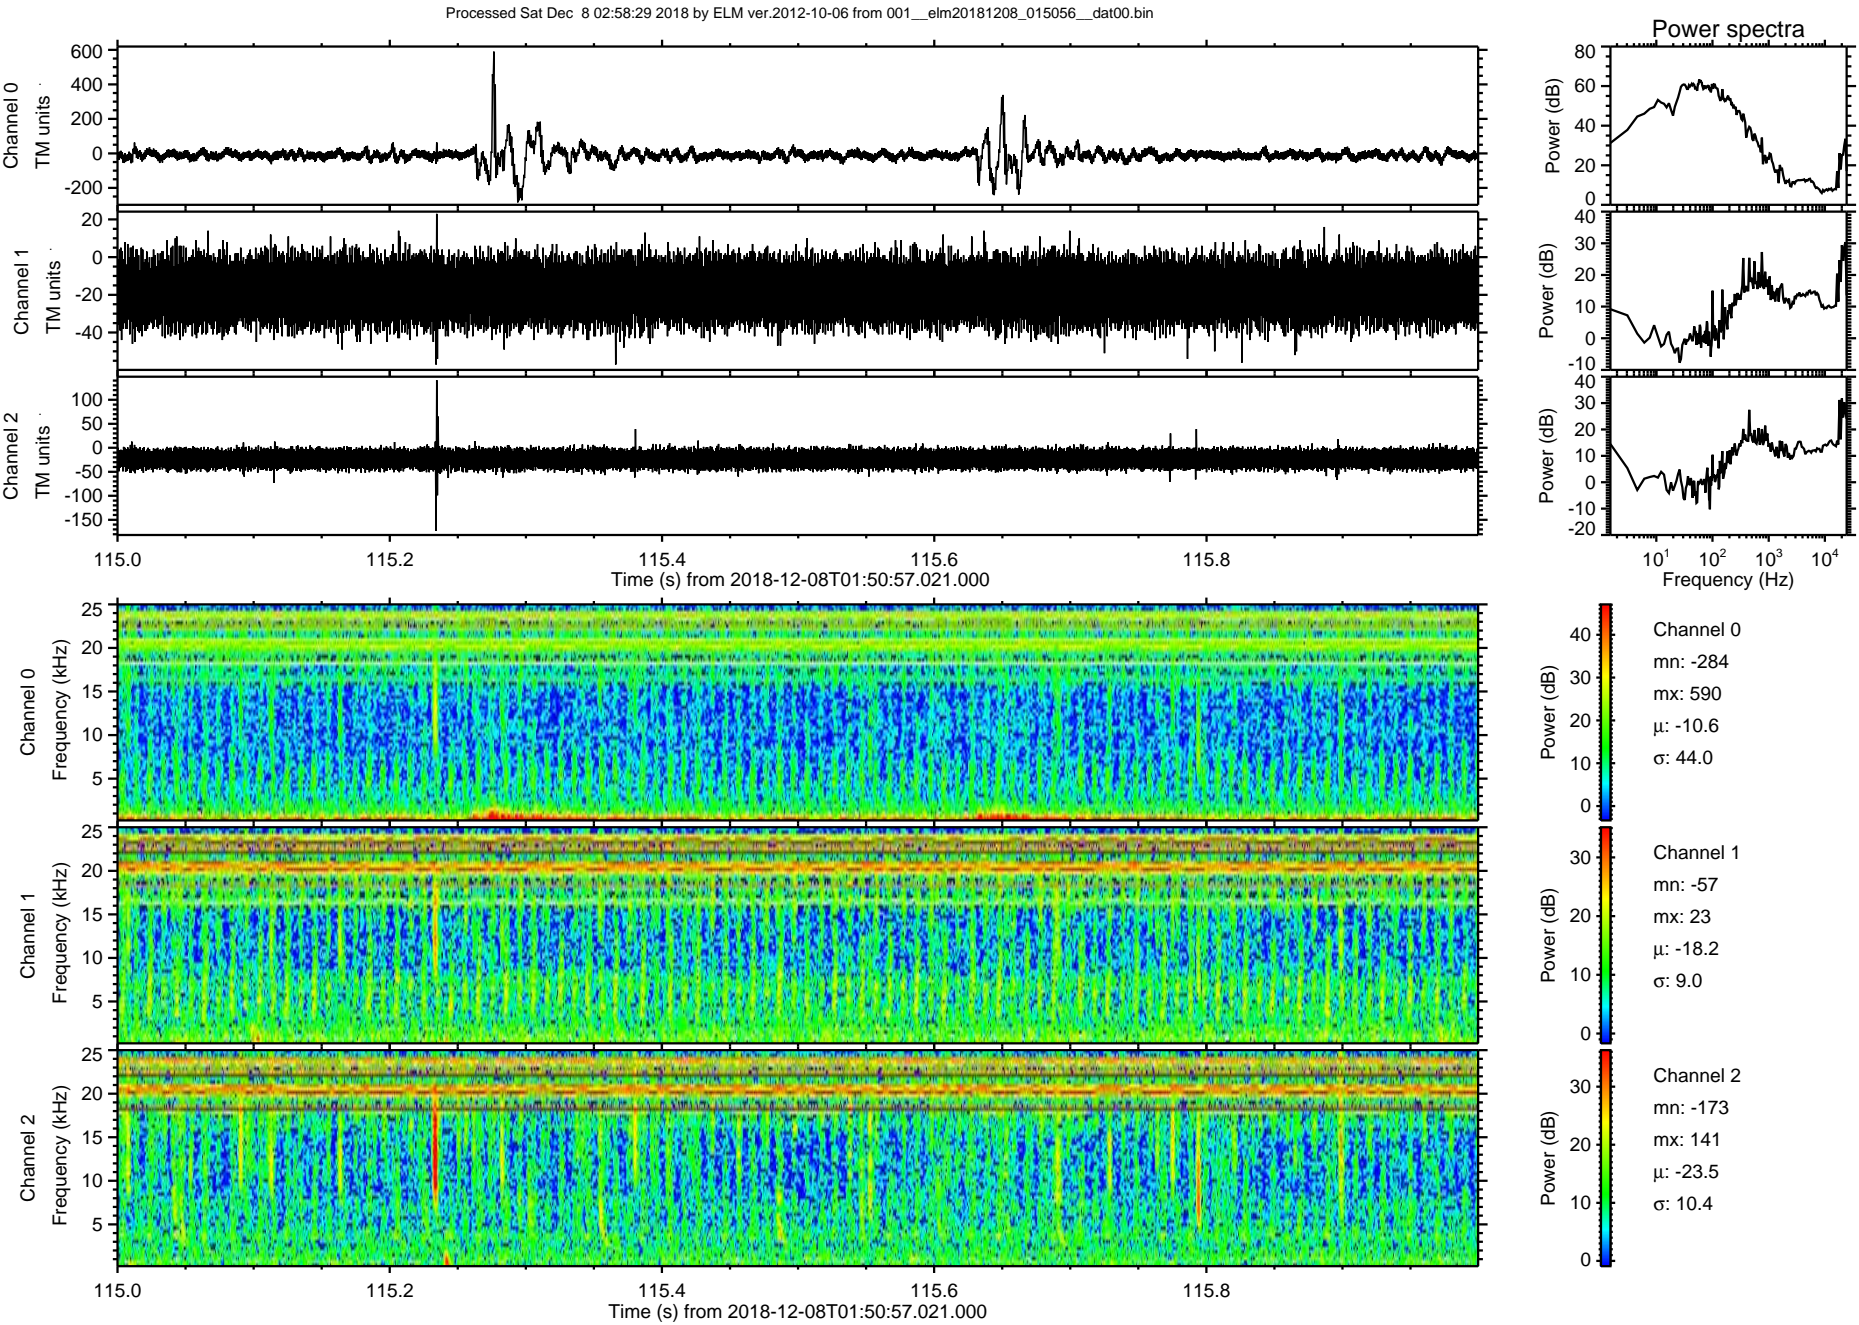 Processed Sat Dec  8 02:58:29 2018 by ELM ver.2012-10-06 from 001__elm20181208_015056__dat00.bin
Power spectra
Channel 0
TM units
600
400
200
0
-200
Power (dB)
80
60
40
20
0
Channel 1
TM units
20
0
-20
-40
Power (dB)
40
30
20
10
0
-10
Channel 2
TM units
100
50
0
-50
-100
-150
Power (dB)
40
30
20
10
0
-10
-20
115.0 115.2 115.4 115.6 115.8
Time (s) from 2018-12-08T01:50:57.021.000
10¹ 10² 10³ 10⁴
Frequency (Hz)
Channel 0
Frequency (kHz)
25
20
15
10
5
Power (dB)
40
30
20
10
0
Channel 0
mn: -284
mx: 590
μ: -10.6
σ: 44.0
Channel 1
Frequency (kHz)
25
20
15
10
5
Power (dB)
30
20
10
0
Channel 1
mn: -57
mx: 23
μ: -18.2
σ: 9.0
Channel 2
Frequency (kHz)
25
20
15
10
5
Power (dB)
30
20
10
0
Channel 2
mn: -173
mx: 141
μ: -23.5
σ: 10.4
115.0 115.2 115.4 115.6 115.8
Time (s) from 2018-12-08T01:50:57.021.000